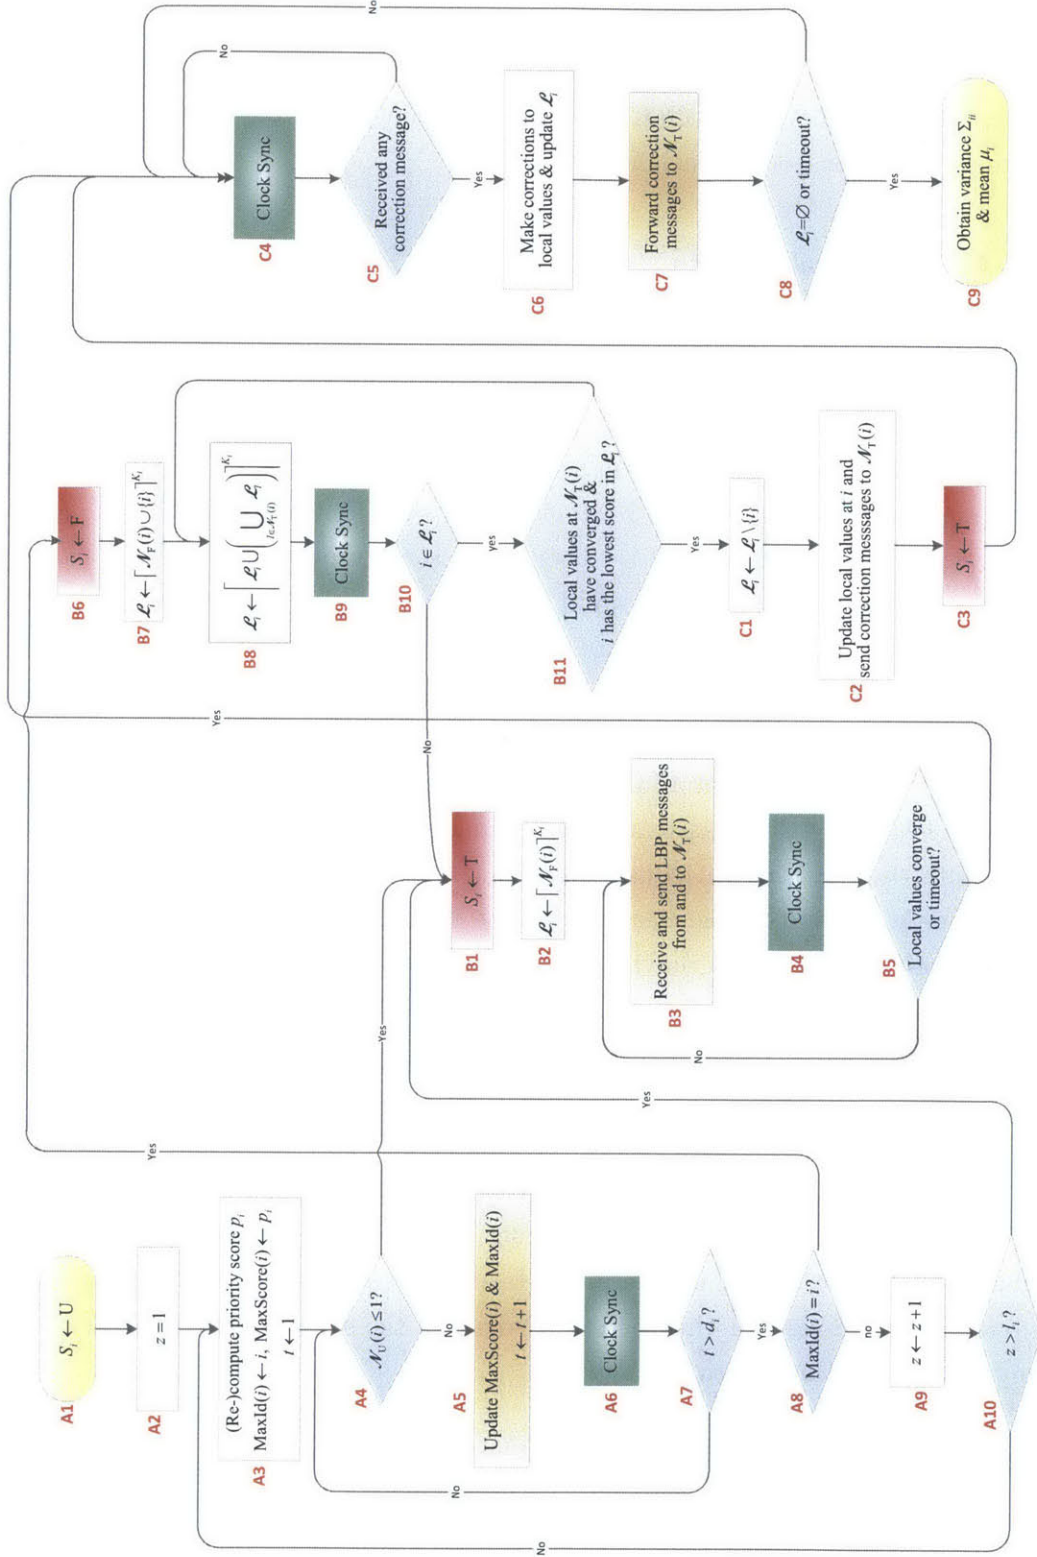 A1
S_i ← U
A2
z = 1
A3
(Re-)compute priority score p_i
MaxId(i) ← i, MaxScore(i) ← p_i
t ← 1
A4
𝒩_U(i) ≤ 1?
Yes
No
A5
Update MaxScore(i) & MaxId(i)
t ← t + 1
A6
Clock Sync
A7
t > d_i ?
No
Yes
A8
MaxId(i) = i?
Yes
no
A9
z ← z + 1
A10
z > l_i ?
No
Yes
B1
S_i ← T
B2
ℒ_i ← ⌈𝒩_F(i)⌉^{K_i}
B3
Receive and send LBP messages
from and to 𝒩_T(i)
B4
Clock Sync
B5
Local values converge
or timeout?
No
Yes
B6
S_i ← F
B7
ℒ_i ← ⌈𝒩_F(i) ∪ {i}⌉^{K_i}
B8
ℒ_i ← ⌈ℒ_i ∪ (⋃_{l∈𝒩_T(i)} ℒ_l)⌉^{K_i}
B9
Clock Sync
B10
i ∈ ℒ_i ?
No
yes
B11
Local values at 𝒩_T(i)
have converged &
i has the lowest score in ℒ_i ?
Yes
C1
ℒ_i ← ℒ_i \ {i}
C2
Update local values at i and
send correction messsages to 𝒩_T(i)
C3
S_i ← T
C4
Clock Sync
C5
Received any
correction message?
No
Yes
C6
Make corrections to
local values & update ℒ_i
C7
Forward correction
messages to 𝒩_T(i)
C8
ℒ_i = ∅ or timeout?
No
Yes
C9
Obtain variance Σ_ii
& mean μ_i